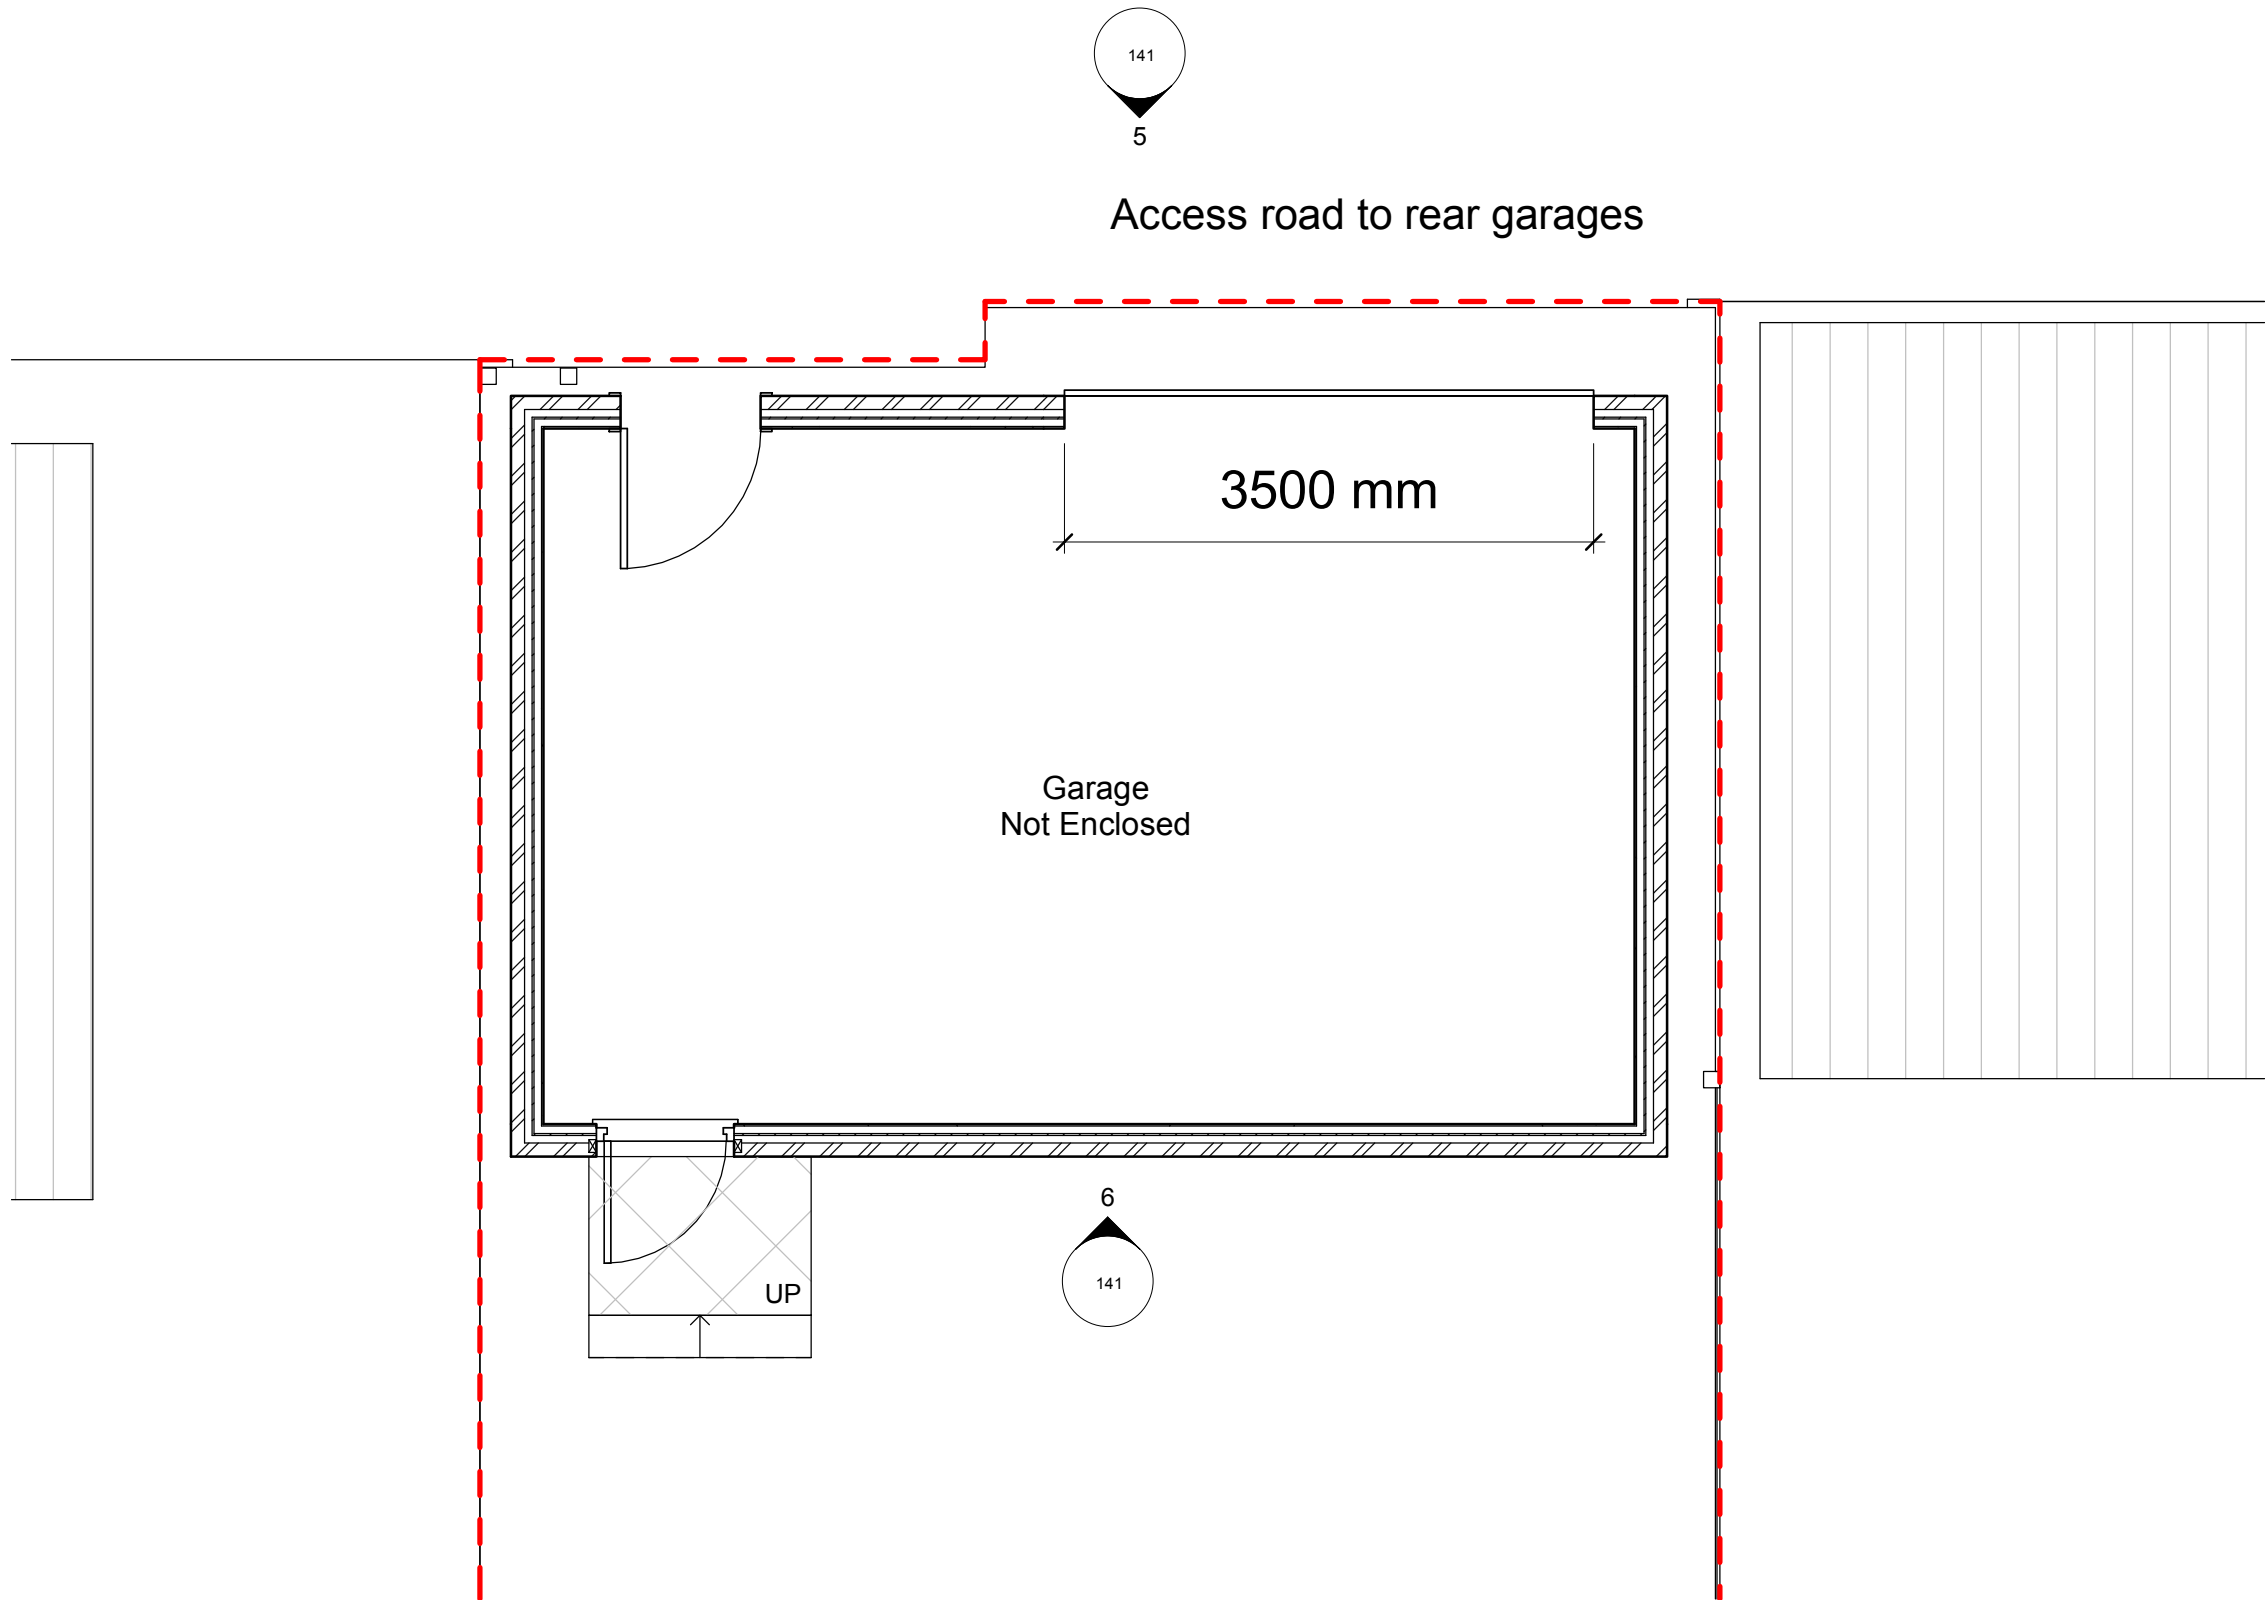 141
5
Access road to rear garages
3500 mm
Garage
Not Enclosed
6
141
UP